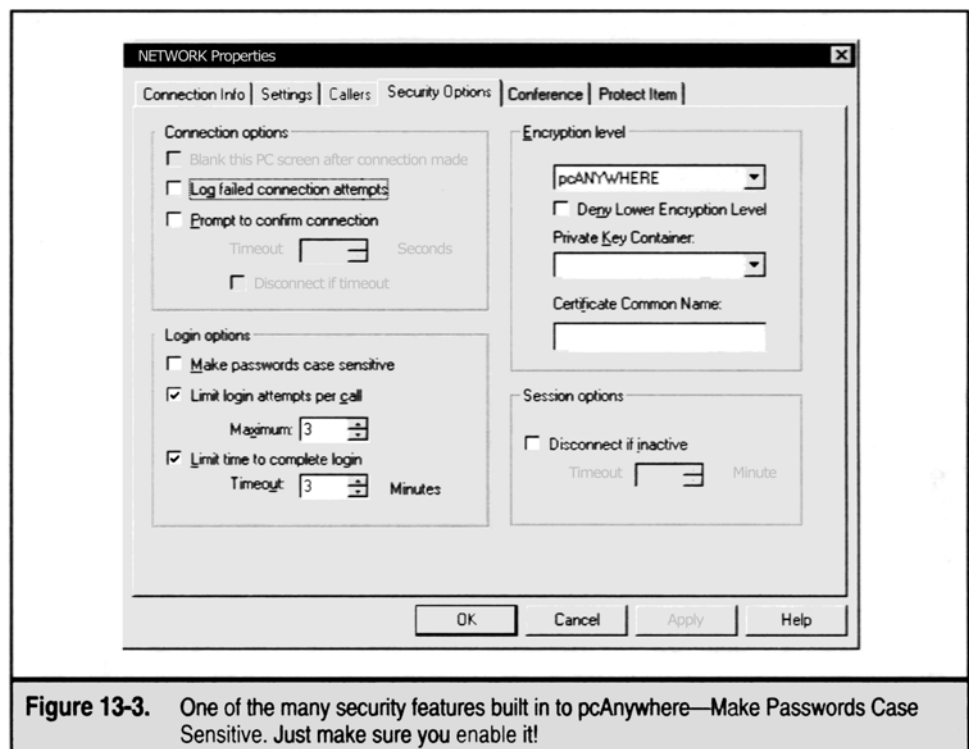 NETWORK Properties
Connection Info Settings Callers Security Options Conference Protect Item
Connection options
Blank this PC screen after connection made
Log failed connection attempts
Prompt to confirm connection
Timeout Seconds
Disconnect if timeout
Login options
Make passwords case sensitive
Limit login attempts per call
Maximum: 3
Limit time to complete login
Timeout: 3 Minutes
Encryption level
pcANYWHERE
Deny Lower Encryption Level
Private Key Container:
Certificate Common Name:
Session options
Disconnect if inactive
Timeout Minute
OK Cancel Apply Help
Figure 13-3. One of the many security features built in to pcAnywhere—Make Passwords Case
Sensitive. Just make sure you enable it!